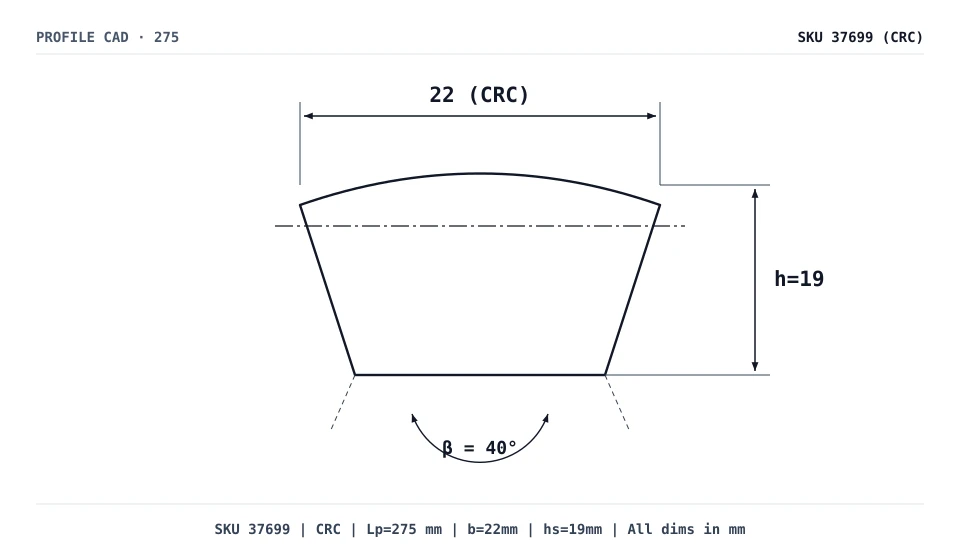 PROFILE CAD · 275
SKU 37699 (CRC)
22 (CRC)
h=19
β = 40°
SKU 37699 | CRC | Lp=275 mm | b=22mm | hs=19mm | All dims in mm